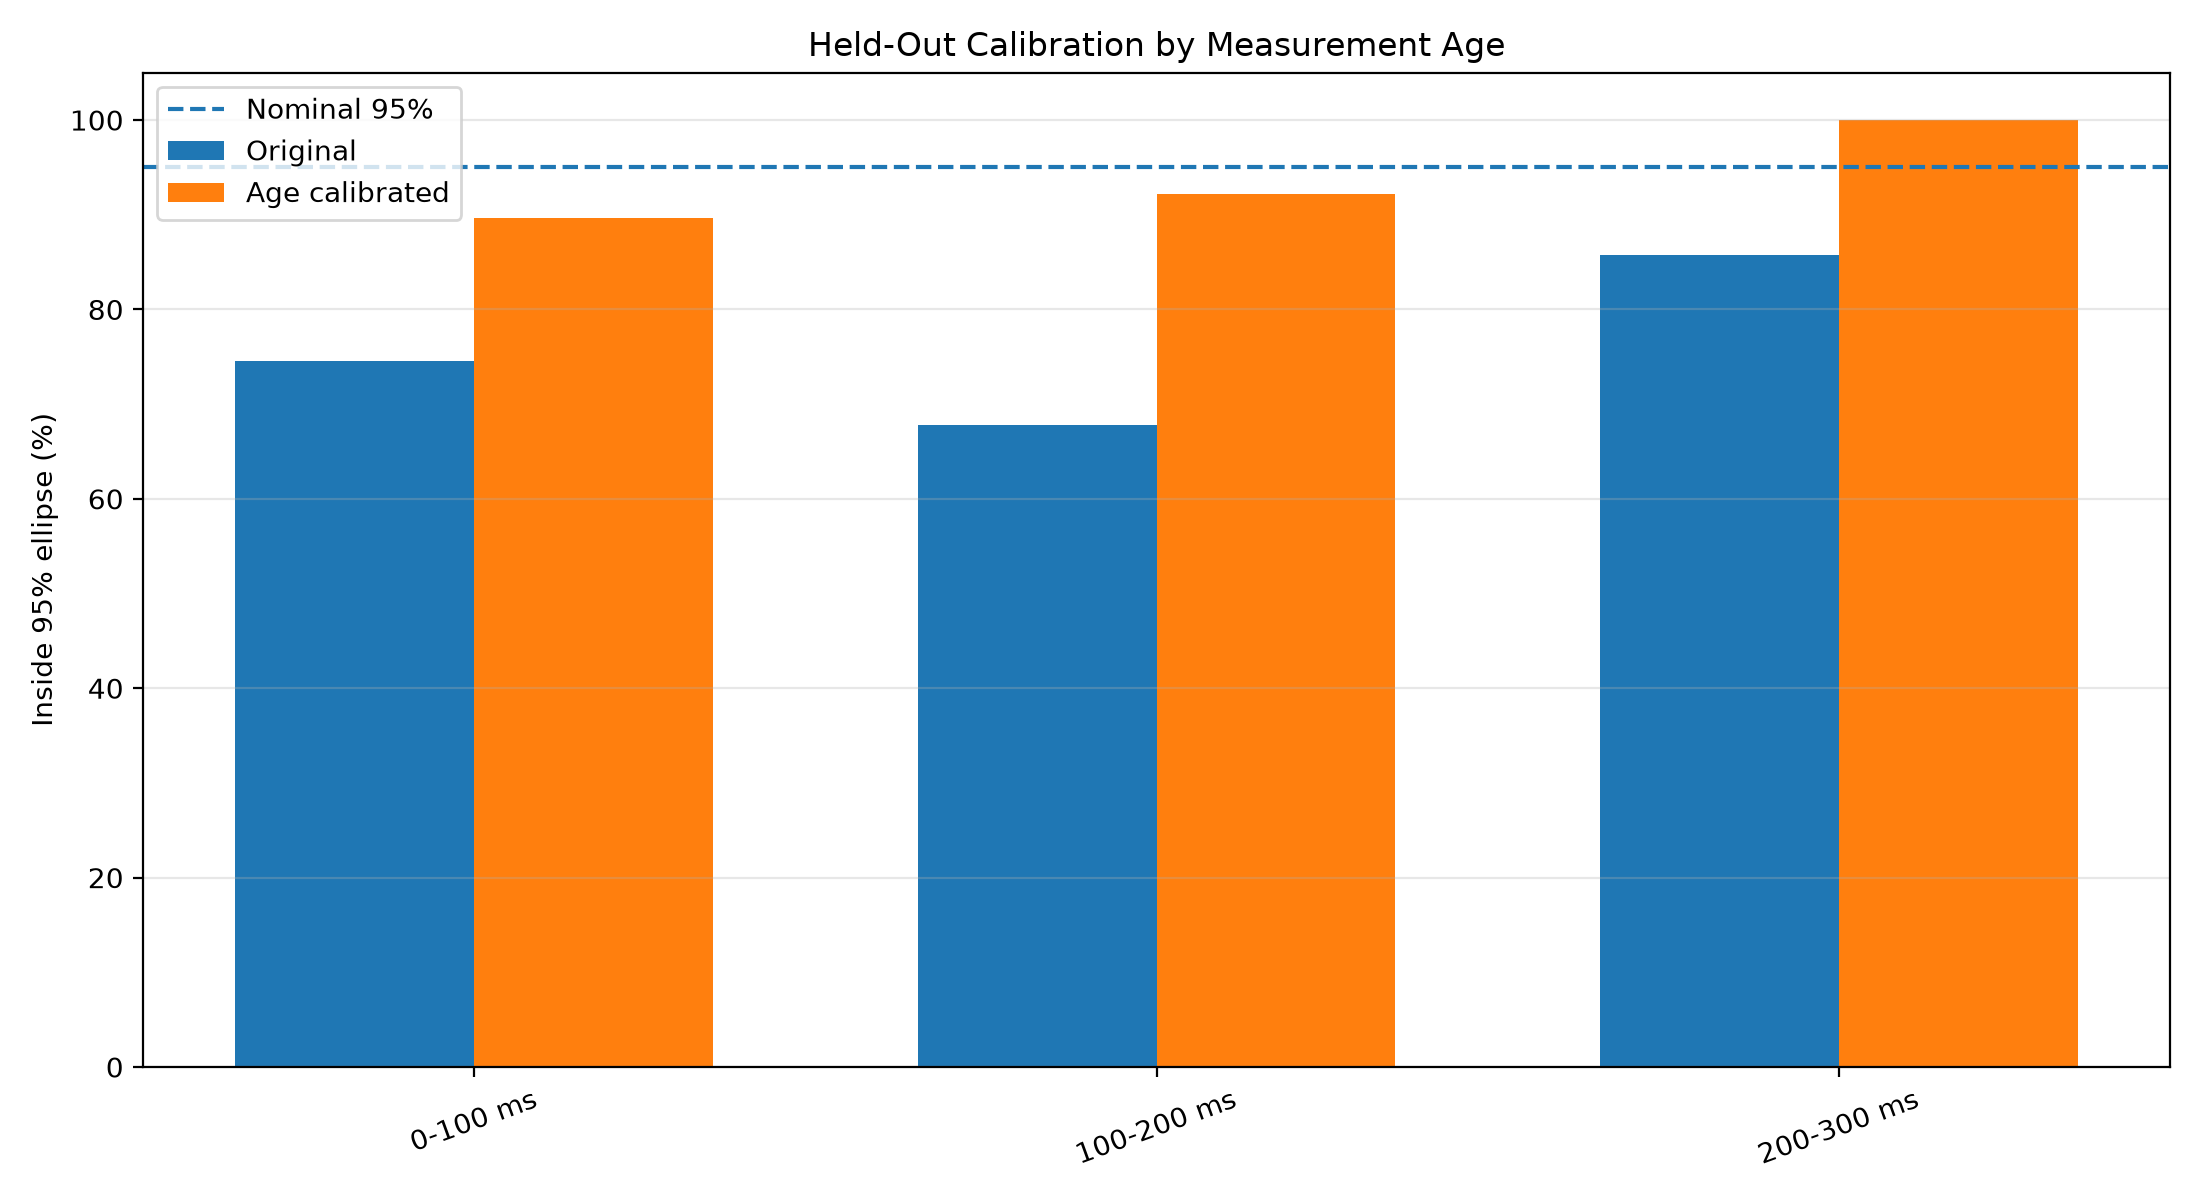 Held-Out Calibration by Measurement Age
Nominal 95%
Original
Age calibrated
Inside 95% ellipse (%)
100
80
60
40
20
0
0-100 ms
100-200 ms
200-300 ms